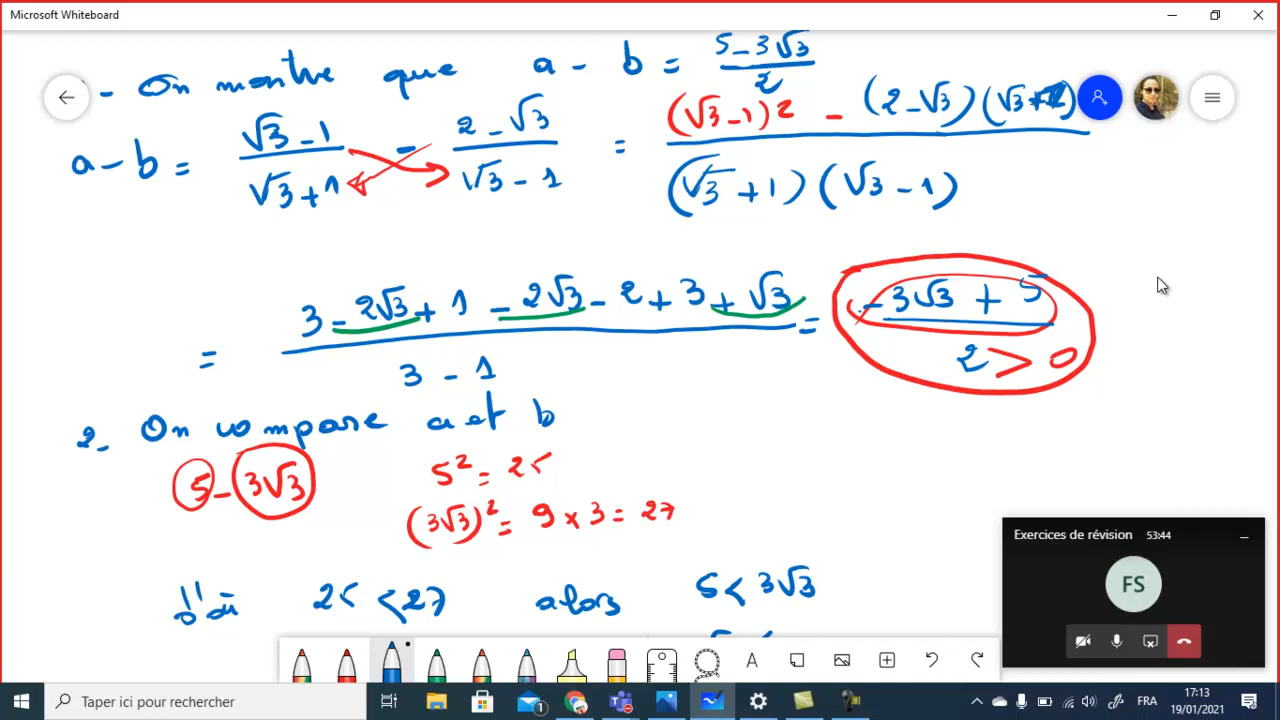 Microsoft Whiteboard
- On montre que a - b = (5 - 3√3)/2
a - b = (√3 - 1)/(√3 + 1) - (2 - √3)/(√3 - 1) = ((√3 - 1)² - (2 - √3)(√3 + 1))/((√3 + 1)(√3 - 1))
= (3 - 2√3 + 1 - 2√3 - 2 + 3 + √3)/(3 - 1) = (-3√3 + 5)/2 > 0
2- On compare a et b
5 - 3√3 5² = 25
(3√3)² = 9 × 3 = 27
D'où 25 < 27 alors 5 < 3√3
Exercices de révision 53:44
FS
Taper ici pour rechercher
1
FRA
17:13
19/01/2021